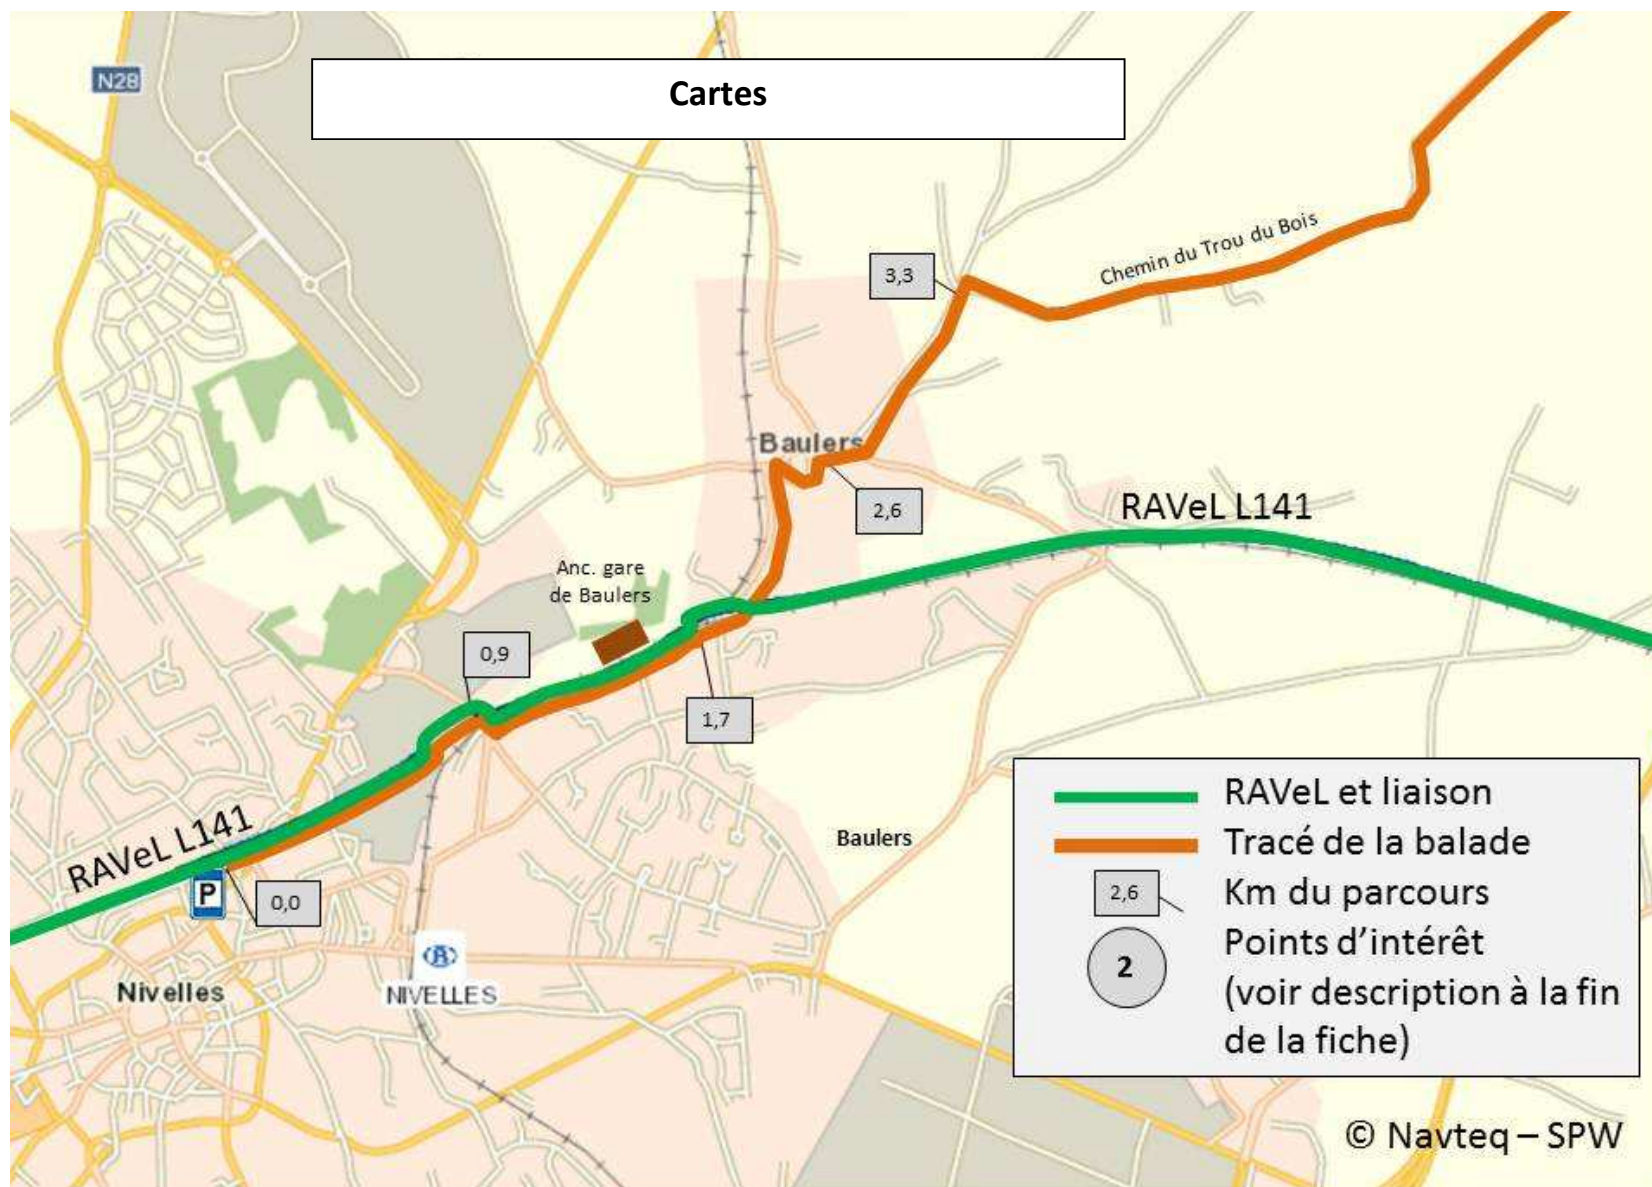 Cartes
N28
Chemin du Trou du Bois
3,3
Baulers
2,6
RAVeL L141
Anc. gare
de Baulers
0,9
1,7
RAVeL L141
P
0,0
Baulers
B
NIVELLES
Nivelles
RAVeL et liaison
Tracé de la balade
2,6
Km du parcours
2
Points d’intérêt
(voir description à la fin
de la fiche)
© Navteq – SPW